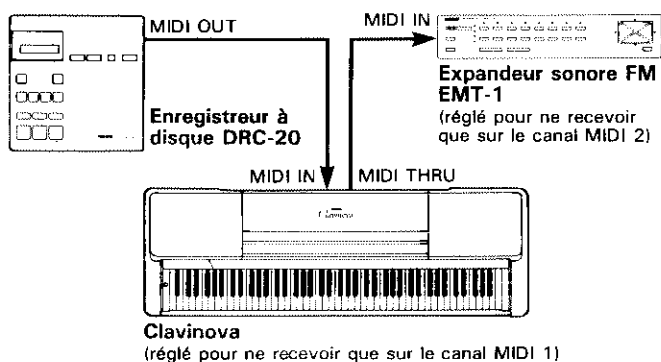 MIDI OUT
MIDI IN
Expandeur sonore FM
EMT-1
(réglé pour ne recevoir
que sur le canal MIDI 2)
Enregistreur à
disque DRC-20
MIDI IN
MIDI THRU
Clavinova
Clavinova
(réglé pour ne recevoir que sur le canal MIDI 1)